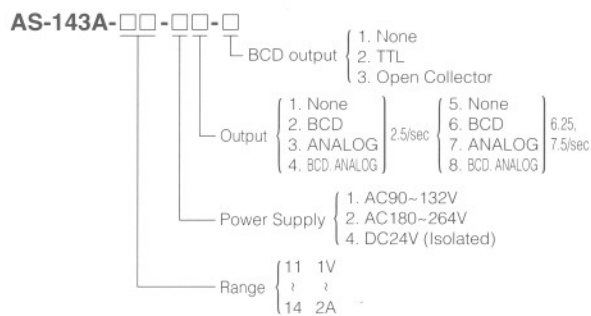 AS-143A-□□-□□-□
BCD output
1. None
2. TTL
3. Open Collector
Output
1. None
2. BCD
3. ANALOG
4. BCD. ANALOG
2.5/sec
5. None
6. BCD
7. ANALOG
8. BCD. ANALOG
6.25,
7.5/sec
Power Supply
1. AC90~132V
2. AC180~264V
4. DC24V (Isolated)
Range
11 1V
~ ~
14 2A